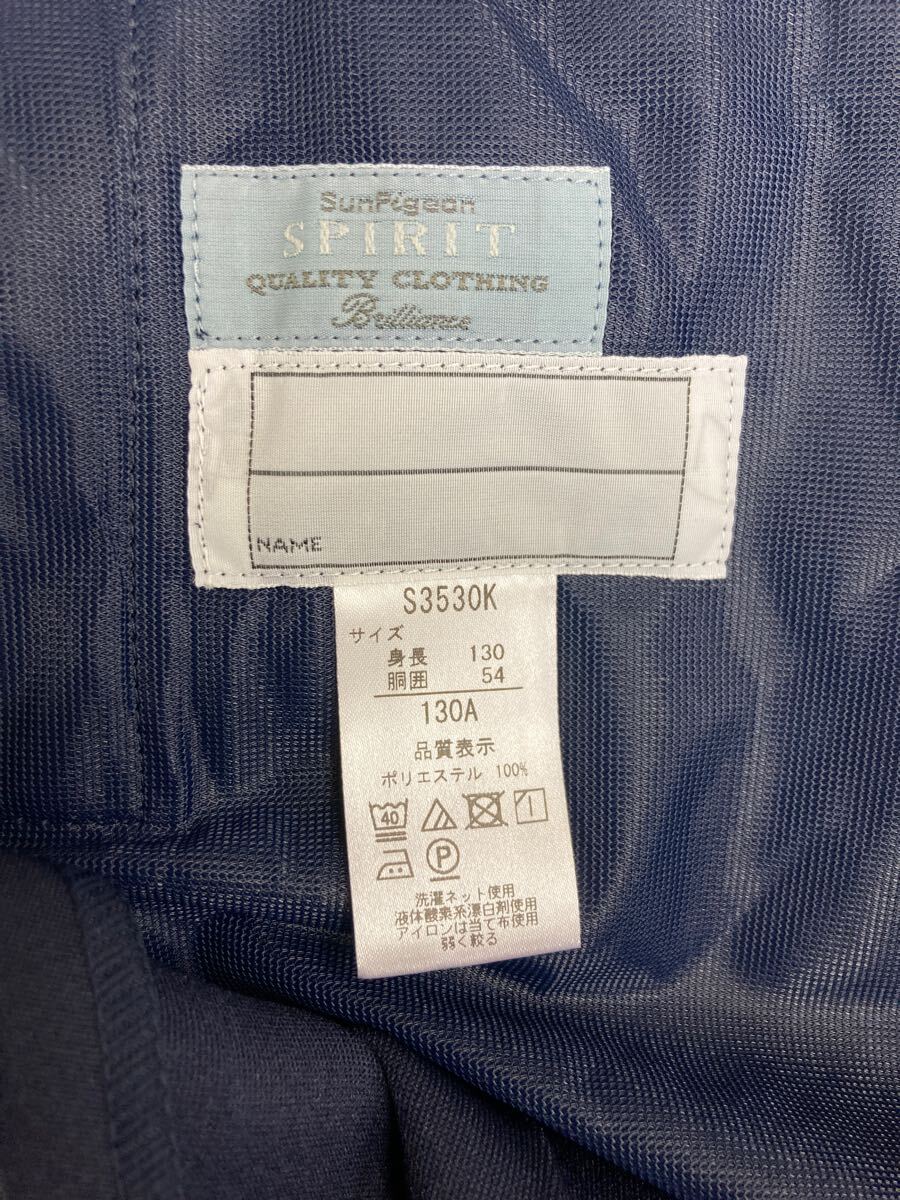 SunPigeon
SPIRIT
QUALITY CLOTHING
Brilliance
NAME
S3530K
サイズ
身長 130
胴囲 54
130A
品質表示
ポリエステル 100%
40
P
洗濯ネット使用
液体酸素系漂白剤使用
アイロンは当て布使用
弱く絞る